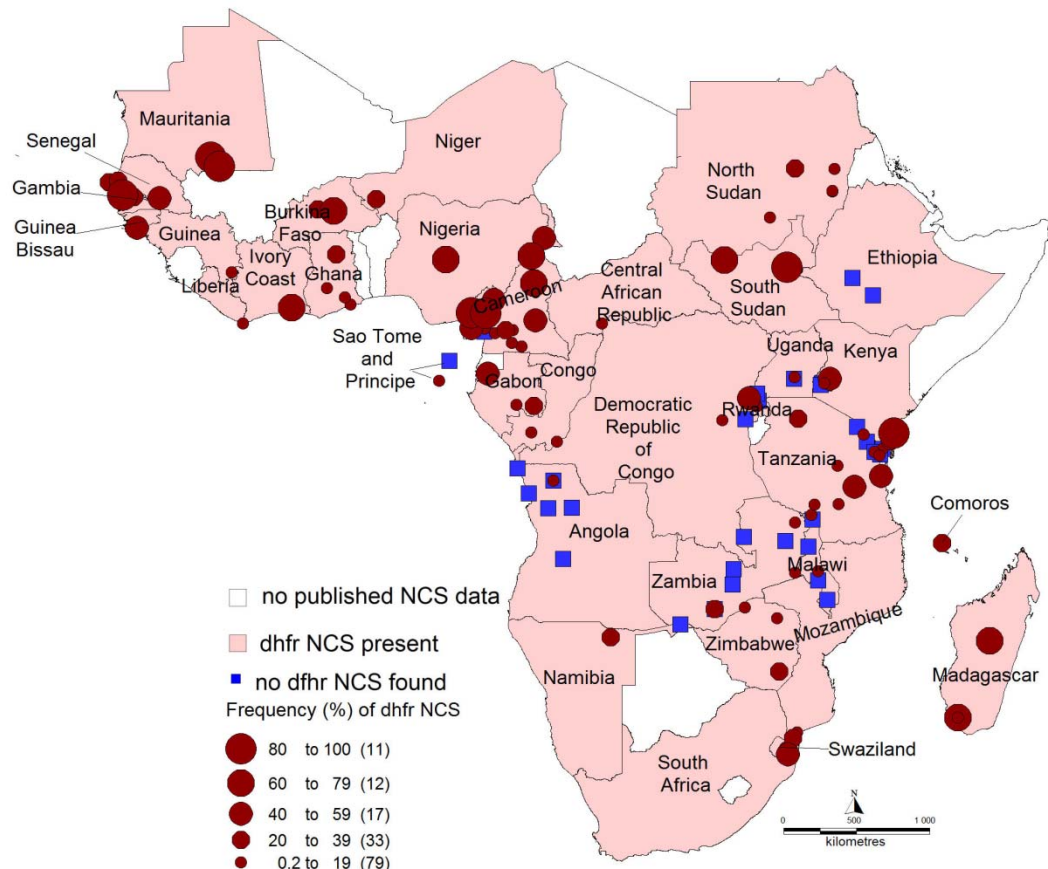 Mauritania
Senegal
Gambia
Guinea
Bissau
Guinea
Liberia
Ivory
Coast
Burkina
Faso
Ghana
Niger
Nigeria
Cameroon
Central
African
Republic
North
Sudan
South
Sudan
Ethiopia
Sao Tome
and
Principe
Gabon
Congo
Democratic
Republic
of
Congo
Uganda
Kenya
Rwanda
Tanzania
Comoros
Angola
Zambia
Malawi
Mozambique
Zimbabwe
Namibia
Madagascar
South
Africa
Swaziland
no published NCS data
dhfr NCS present
no dfhr NCS found
Frequency (%) of dhfr NCS
80 to 100 (11)
60 to 79 (12)
40 to 59 (17)
20 to 39 (33)
0.2 to 19 (79)
N
0 500 1 000
kilometres